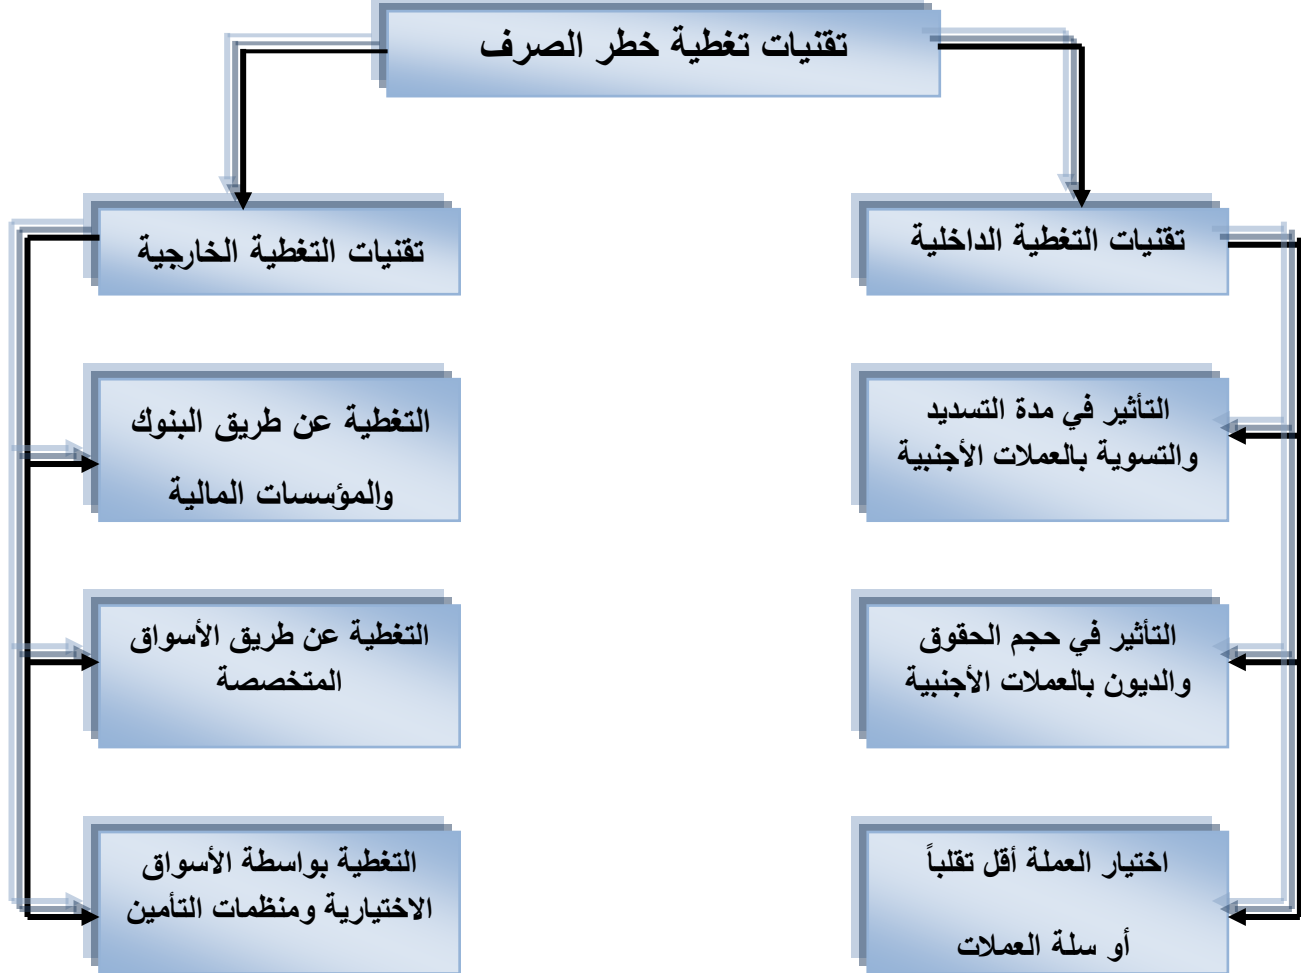 تقنيات تغطية خطر الصرف
تقنيات التغطية الداخلية
التأثير في مدة التسديد
والتسوية بالعملات الأجنبية
التأثير في حجم الحقوق
والديون بالعملات الأجنبية
اختيار العملة أقل تقلباً
أو سلة العملات
تقنيات التغطية الخارجية
التغطية عن طريق البنوك
والمؤسسات المالية
التغطية عن طريق الأسواق
المتخصصة
التغطية بواسطة الأسواق
الاختيارية ومنظمات التأمين